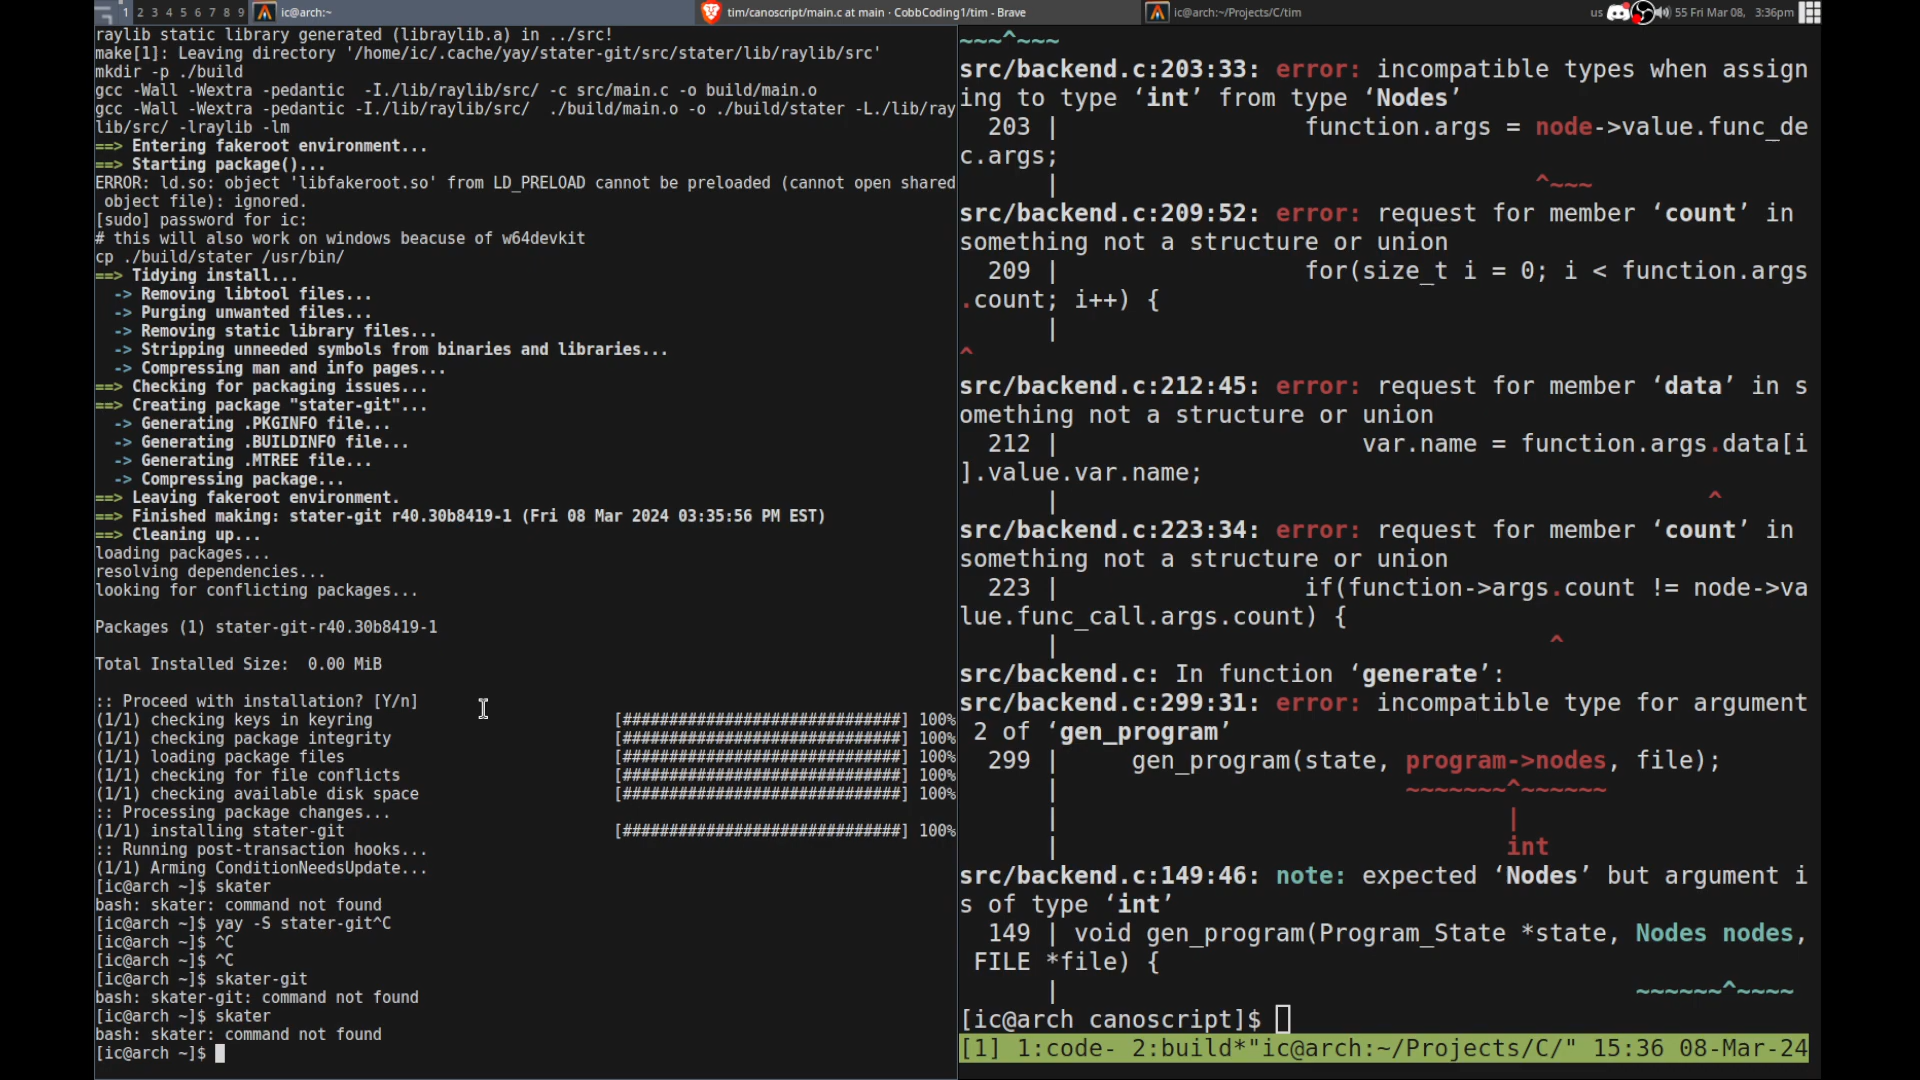 1 2 3 4 5 6 7 8 9 ic@arch:~ tim/canoscript/main.c at main · CobbCoding1/tim - Brave ic@arch:~/Projects/C/tim us 55 Fri Mar 08, 3:36pm
raylib static library generated (libraylib.a) in ../src!
make[1]: Leaving directory '/home/ic/.cache/yay/stater-git/src/stater/lib/raylib/src'
mkdir -p ./build
gcc -Wall -Wextra -pedantic  -I./lib/raylib/src/ -c src/main.c -o build/main.o
gcc -Wall -Wextra -pedantic -I./lib/raylib/src/  ./build/main.o -o ./build/stater -L./lib/ray
lib/src/ -lraylib -lm
==> Entering fakeroot environment...
==> Starting package()...
ERROR: ld.so: object 'libfakeroot.so' from LD_PRELOAD cannot be preloaded (cannot open shared
 object file): ignored.
[sudo] password for ic:
# this will also work on windows beacuse of w64devkit
cp ./build/stater /usr/bin/
==> Tidying install...
  -> Removing libtool files...
  -> Purging unwanted files...
  -> Removing static library files...
  -> Stripping unneeded symbols from binaries and libraries...
  -> Compressing man and info pages...
==> Checking for packaging issues...
==> Creating package "stater-git"...
  -> Generating .PKGINFO file...
  -> Generating .BUILDINFO file...
  -> Generating .MTREE file...
  -> Compressing package...
==> Leaving fakeroot environment.
==> Finished making: stater-git r40.30b8419-1 (Fri 08 Mar 2024 03:35:56 PM EST)
==> Cleaning up...
loading packages...
resolving dependencies...
looking for conflicting packages...
Packages (1) stater-git-r40.30b8419-1
Total Installed Size:  0.00 MiB
:: Proceed with installation? [Y/n]
(1/1) checking keys in keyring [##############################] 100%
(1/1) checking package integrity [##############################] 100%
(1/1) loading package files [##############################] 100%
(1/1) checking for file conflicts [##############################] 100%
(1/1) checking available disk space [##############################] 100%
:: Processing package changes...
(1/1) installing stater-git [##############################] 100%
:: Running post-transaction hooks...
(1/1) Arming ConditionNeedsUpdate...
[ic@arch ~]$ skater
bash: skater: command not found
[ic@arch ~]$ yay -S stater-git^C
[ic@arch ~]$ ^C
[ic@arch ~]$ ^C
[ic@arch ~]$ skater-git
bash: skater-git: command not found
[ic@arch ~]$ skater
bash: skater: command not found
[ic@arch ~]$
~~~^~~~
src/backend.c:203:33: error: incompatible types when assign
ing to type ‘int’ from type ‘Nodes’
  203 |                 function.args = node->value.func_de
c.args;
      |                                 ^~~~
src/backend.c:209:52: error: request for member ‘count’ in
something not a structure or union
  209 |                 for(size_t i = 0; i < function.args
.count; i++) {
      |
^
src/backend.c:212:45: error: request for member ‘data’ in s
omething not a structure or union
  212 |                     var.name = function.args.data[i
].value.var.name;
      |                                             ^
src/backend.c:223:34: error: request for member ‘count’ in
something not a structure or union
  223 |                 if(function->args.count != node->va
lue.func_call.args.count) {
      |                                  ^
src/backend.c: In function ‘generate’:
src/backend.c:299:31: error: incompatible type for argument
 2 of ‘gen_program’
  299 |     gen_program(state, program->nodes, file);
      |                        ~~~~~~~^~~~~~~
      |                               |
      |                               int
src/backend.c:149:46: note: expected ‘Nodes’ but argument i
s of type ‘int’
  149 | void gen_program(Program_State *state, Nodes nodes,
 FILE *file) {
      |                                        ~~~~~~^~~~~
[ic@arch canoscript]$
[1] 1:code- 2:build*"ic@arch:~/Projects/C/" 15:36 08-Mar-24